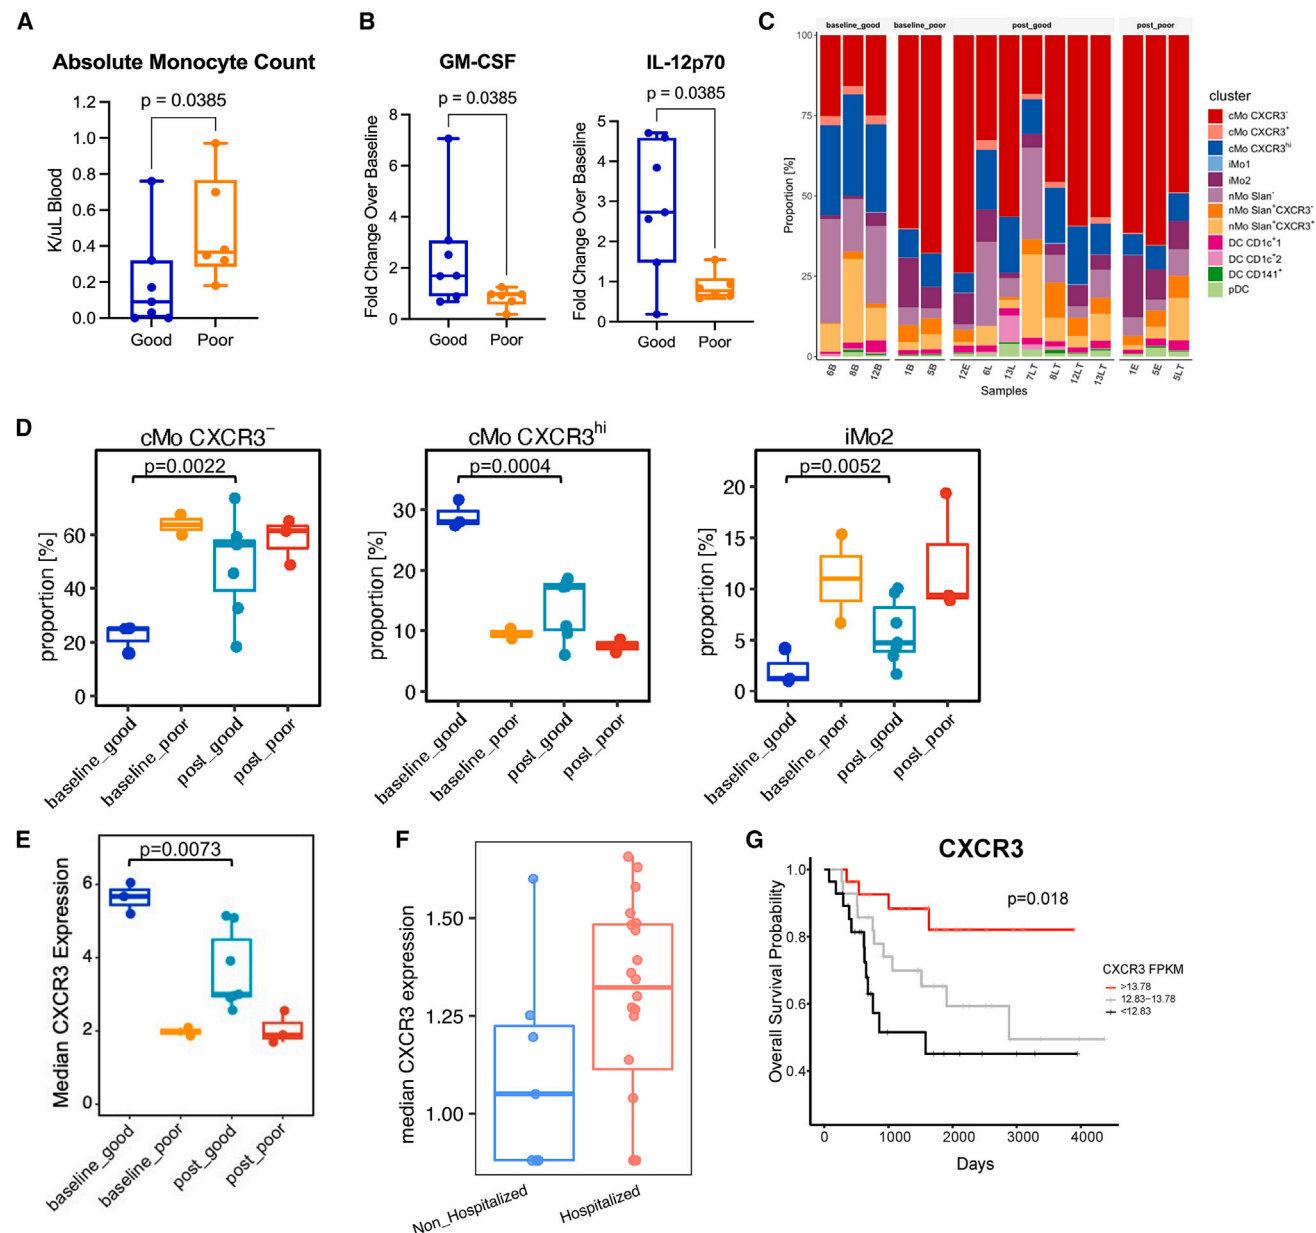 A
Absolute Monocyte Count
p = 0.0385
K/uL Blood
1.2
1.0
0.8
0.6
0.4
0.2
0.0
Good
Poor
B
GM-CSF
p = 0.0385
Fold Change Over Baseline
8
6
4
2
0
Good
Poor
IL-12p70
p = 0.0385
Fold Change Over Baseline
5
4
3
2
1
0
Good
Poor
C
baseline_good
baseline_poor
post_good
post_poor
Proportion [%]
100
75
50
25
0
6B
8B
12B
1B
5B
12E
6L
13L
7LT
8LT
12LT
13LT
1E
5E
5LT
Samples
cluster
cMo CXCR3⁻
cMo CXCR3⁺
cMo CXCR3ʰⁱ
iMo1
iMo2
nMo Slan⁻
nMo Slan⁺CXCR3⁻
nMo Slan⁺CXCR3⁺
DC CD1c⁺1
DC CD1c⁺2
DC CD141⁺
pDC
D
cMo CXCR3⁻
p=0.0022
proportion [%]
60
40
20
0
baseline_good
baseline_poor
post_good
post_poor
cMo CXCR3ʰⁱ
p=0.0004
proportion [%]
30
20
10
0
baseline_good
baseline_poor
post_good
post_poor
iMo2
p=0.0052
proportion [%]
20
15
10
5
0
baseline_good
baseline_poor
post_good
post_poor
E
p=0.0073
Median CXCR3 Expression
6
4
2
0
baseline_good
baseline_poor
post_good
post_poor
F
median CXCR3 expression
1.50
1.25
1.00
Non_Hospitalized
Hospitalized
G
CXCR3
p=0.018
Overall Survival Probability
1.0
0.8
0.6
0.4
0
1000
2000
3000
4000
Days
CXCR3 FPKM
>13.78
12.83−13.78
<12.83